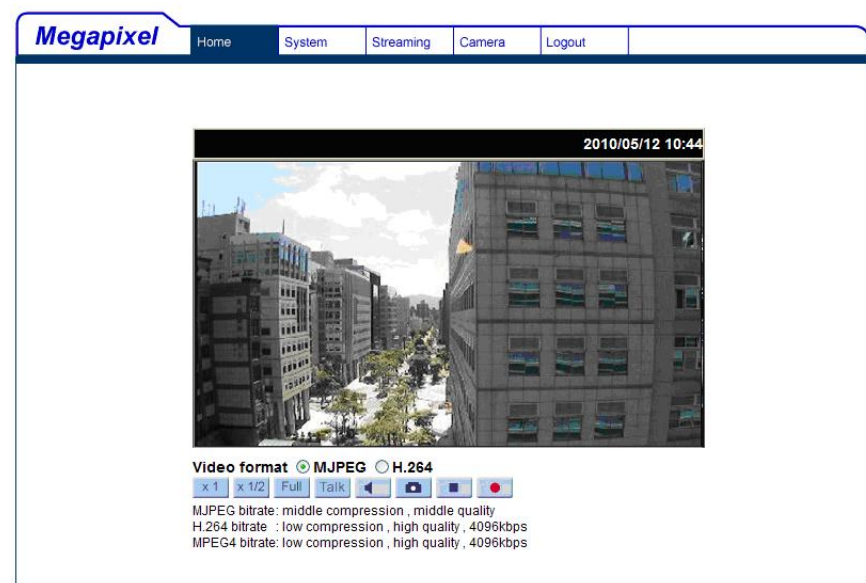 Megapixel Home System Streaming Camera Logout
2010/05/12 10:44
Video format MJPEG H.264
x 1 x 1/2 Full Talk
MJPEG bitrate: middle compression , middle quality
H.264 bitrate : low compression , high quality , 4096kbps
MPEG4 bitrate: low compression , high quality , 4096kbps